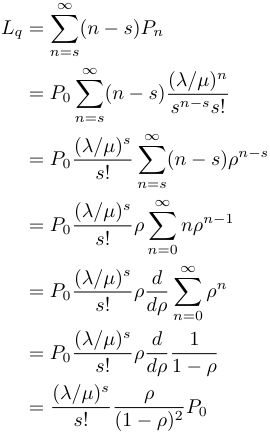 $L_q = \sum_{n=s}^{\infty} (n-s) P_n$
$= P_0 \sum_{n=s}^{\infty} (n-s) \frac{(\lambda/\mu)^n}{s^{n-s} s!}$
$= P_0 \frac{(\lambda/\mu)^s}{s!} \sum_{n=s}^{\infty} (n-s) \rho^{n-s}$
$= P_0 \frac{(\lambda/\mu)^s}{s!} \rho \sum_{n=0}^{\infty} n \rho^{n-1}$
$= P_0 \frac{(\lambda/\mu)^s}{s!} \rho \frac{d}{d\rho} \sum_{n=0}^{\infty} \rho^n$
$= P_0 \frac{(\lambda/\mu)^s}{s!} \rho \frac{d}{d\rho} \frac{1}{1-\rho}$
$= \frac{(\lambda/\mu)^s}{s!} \frac{\rho}{(1-\rho)^2} P_0$